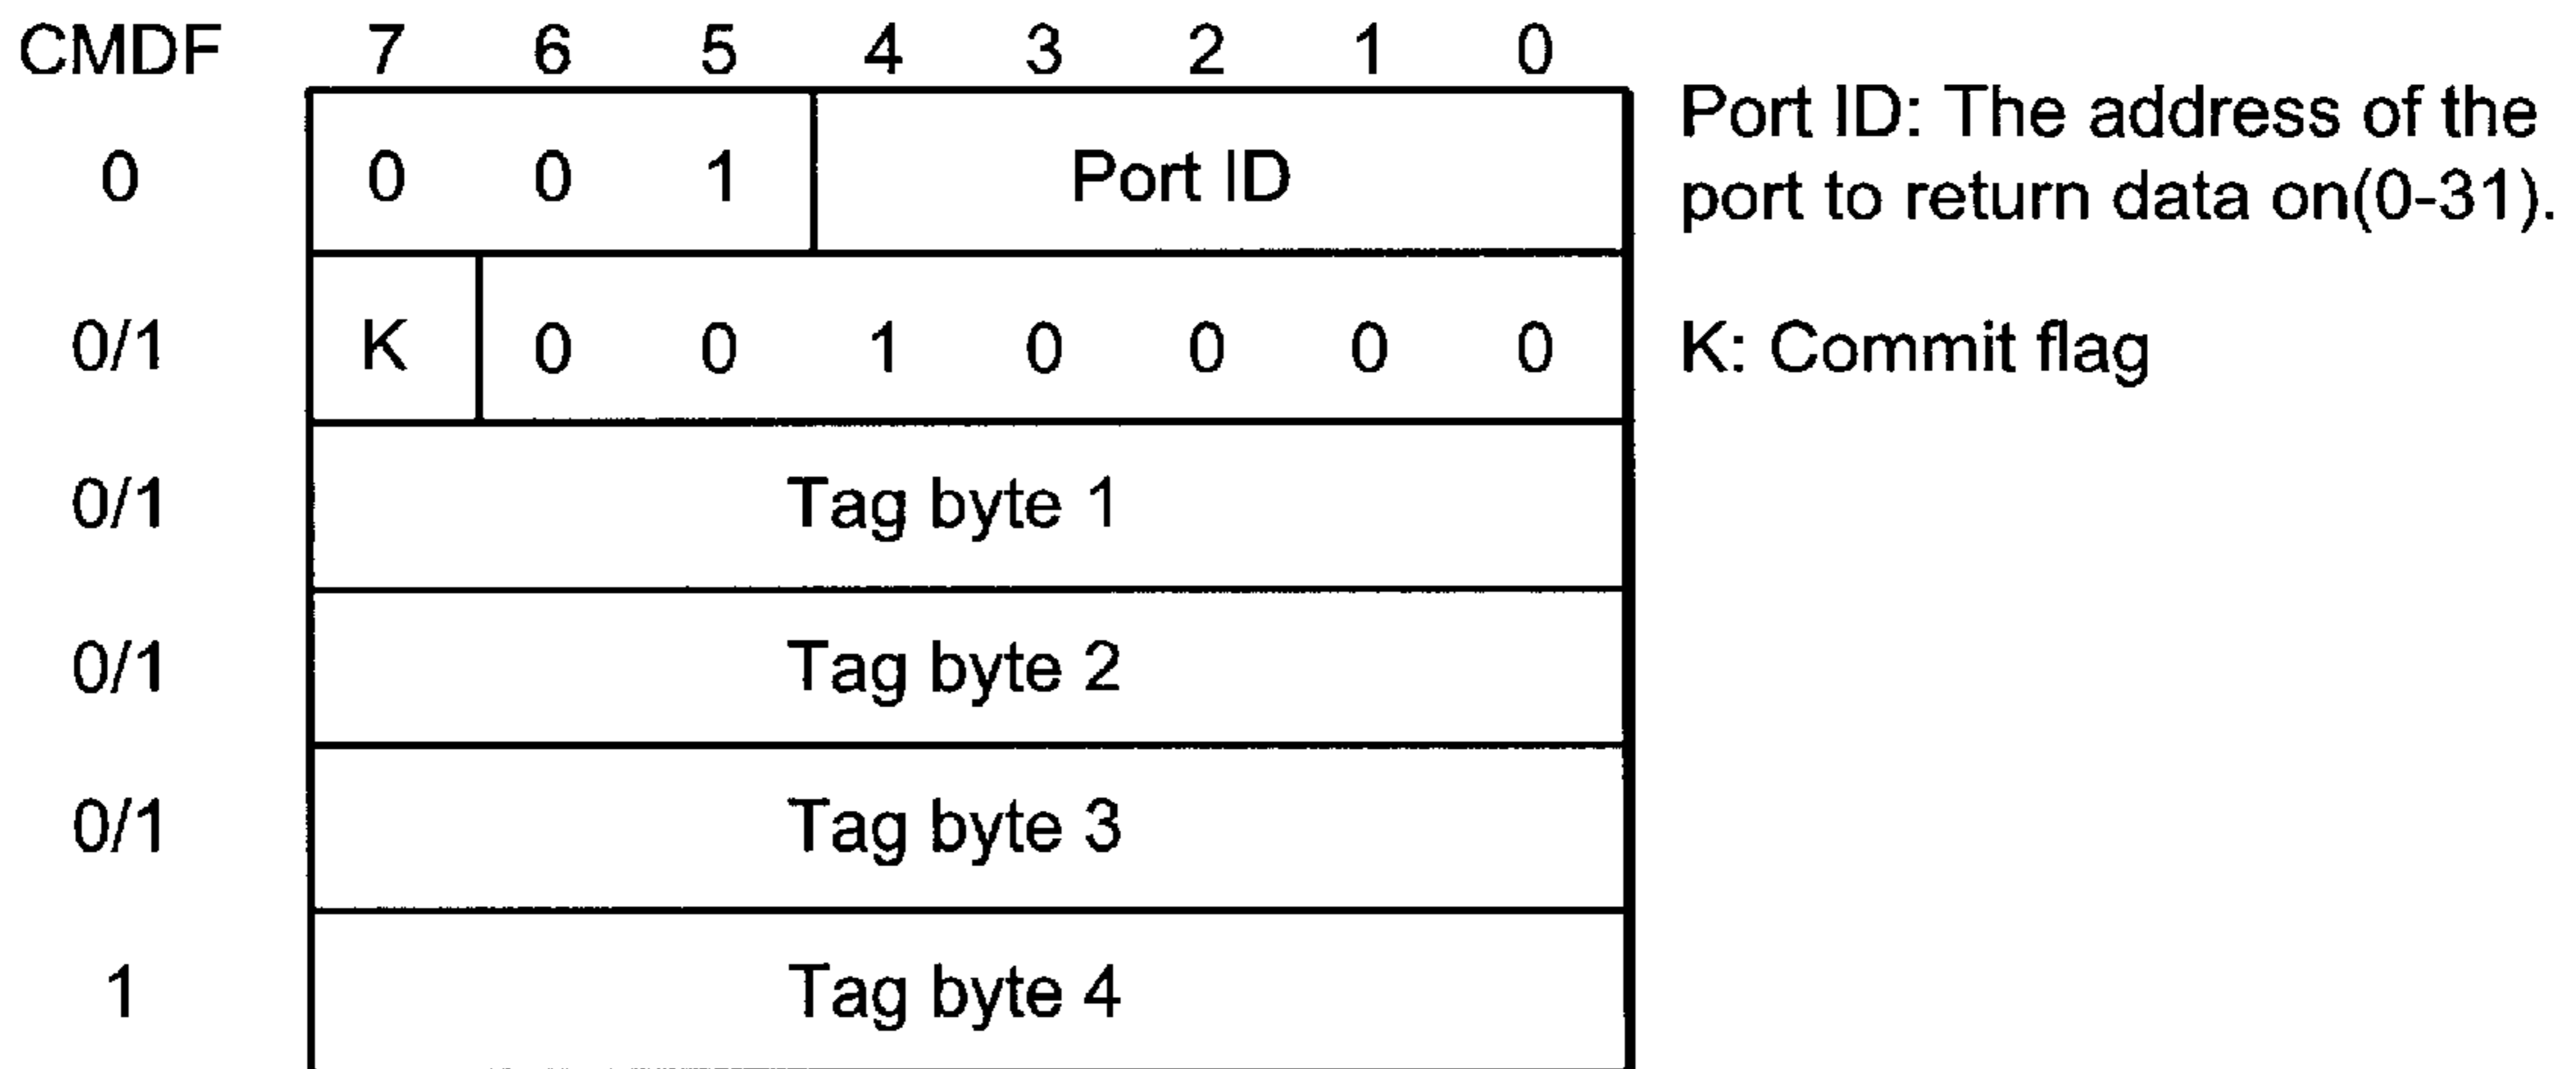 CMDF 7 6 5 4 3 2 1 0
0 0 0 1 Port ID Port ID: The address of the
port to return data on(0-31).
0/1 K 0 0 1 0 0 0 0 K: Commit flag
0/1 Tag byte 1
0/1 Tag byte 2
0/1 Tag byte 3
1 Tag byte 4